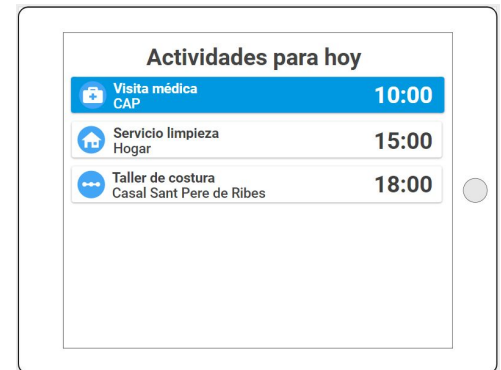 Actividades para hoy
Visita médica
CAP
10:00
Servicio limpieza
Hogar
15:00
Taller de costura
Casal Sant Pere de Ribes
18:00